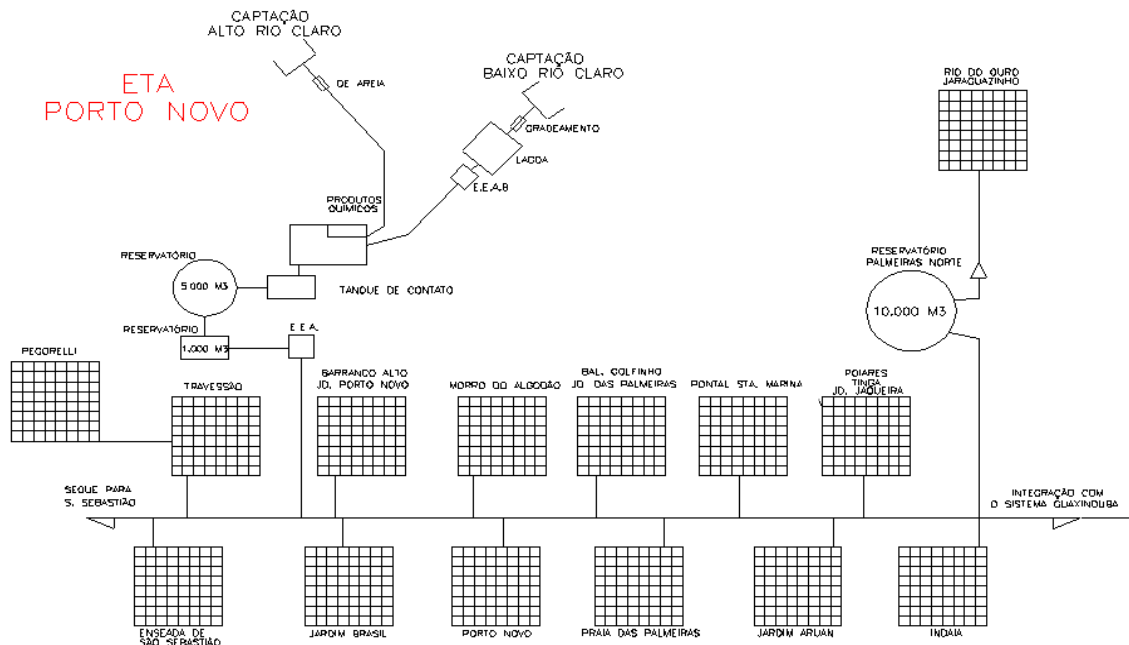 CAPTAÇÃO
ALTO RIO CLARO
CAPTAÇÃO
BAIXO RIO CLARO
ETA
PORTO NOVO
DE AREIA
GRADEAMENTO
LAGOA
E.E.A.B
RIO DO OURO
JARAGUAZINHO
PRODUTOS
QUIMICOS
RESERVATÓRIO
5.000 M3
TANQUE DE CONTATO
RESERVATÓRIO
PALMEIRAS NORTE
10.000 M3
RESERVATÓRIO
1.000 M3
E E A.
PEGORELLI
TRAVESSÃO
BARRANCO ALTO
JD. PORTO NOVO
MORRO DO ALGODÃO
BAL. GOLFINHO
JD DAS PALMEIRAS
PONTAL STA. MARINA
POIARES
TINGA
JD. JAQUEIRA
SEGUE PARA
S. SEBASTIÃO
INTEGRAÇÃO COM
O SISTEMA GUAXINDUBA
ENSEADA DE
SÃO SEBASTIÃO
JARDIM BRASIL
PORTO NOVO
PRAIA DAS PALMEIRAS
JARDIM ARUAN
INDAIA